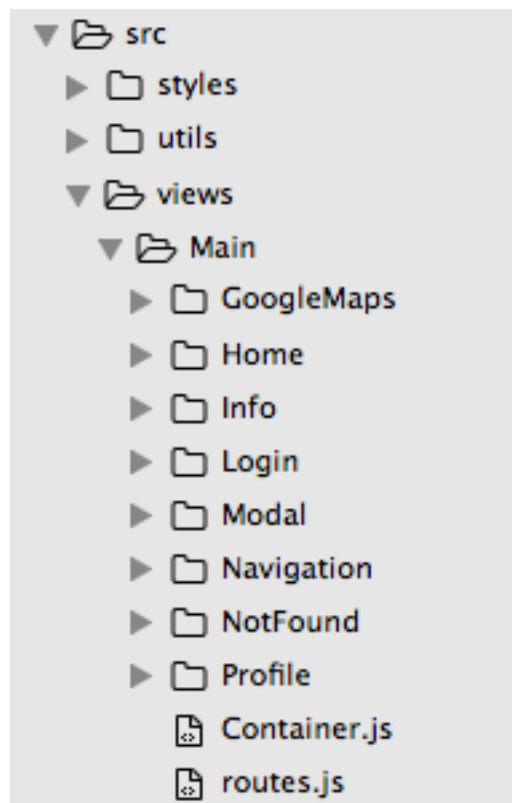 src
styles
utils
views
Main
GoogleMaps
Home
Info
Login
Modal
Navigation
NotFound
Profile
Container.js
routes.js